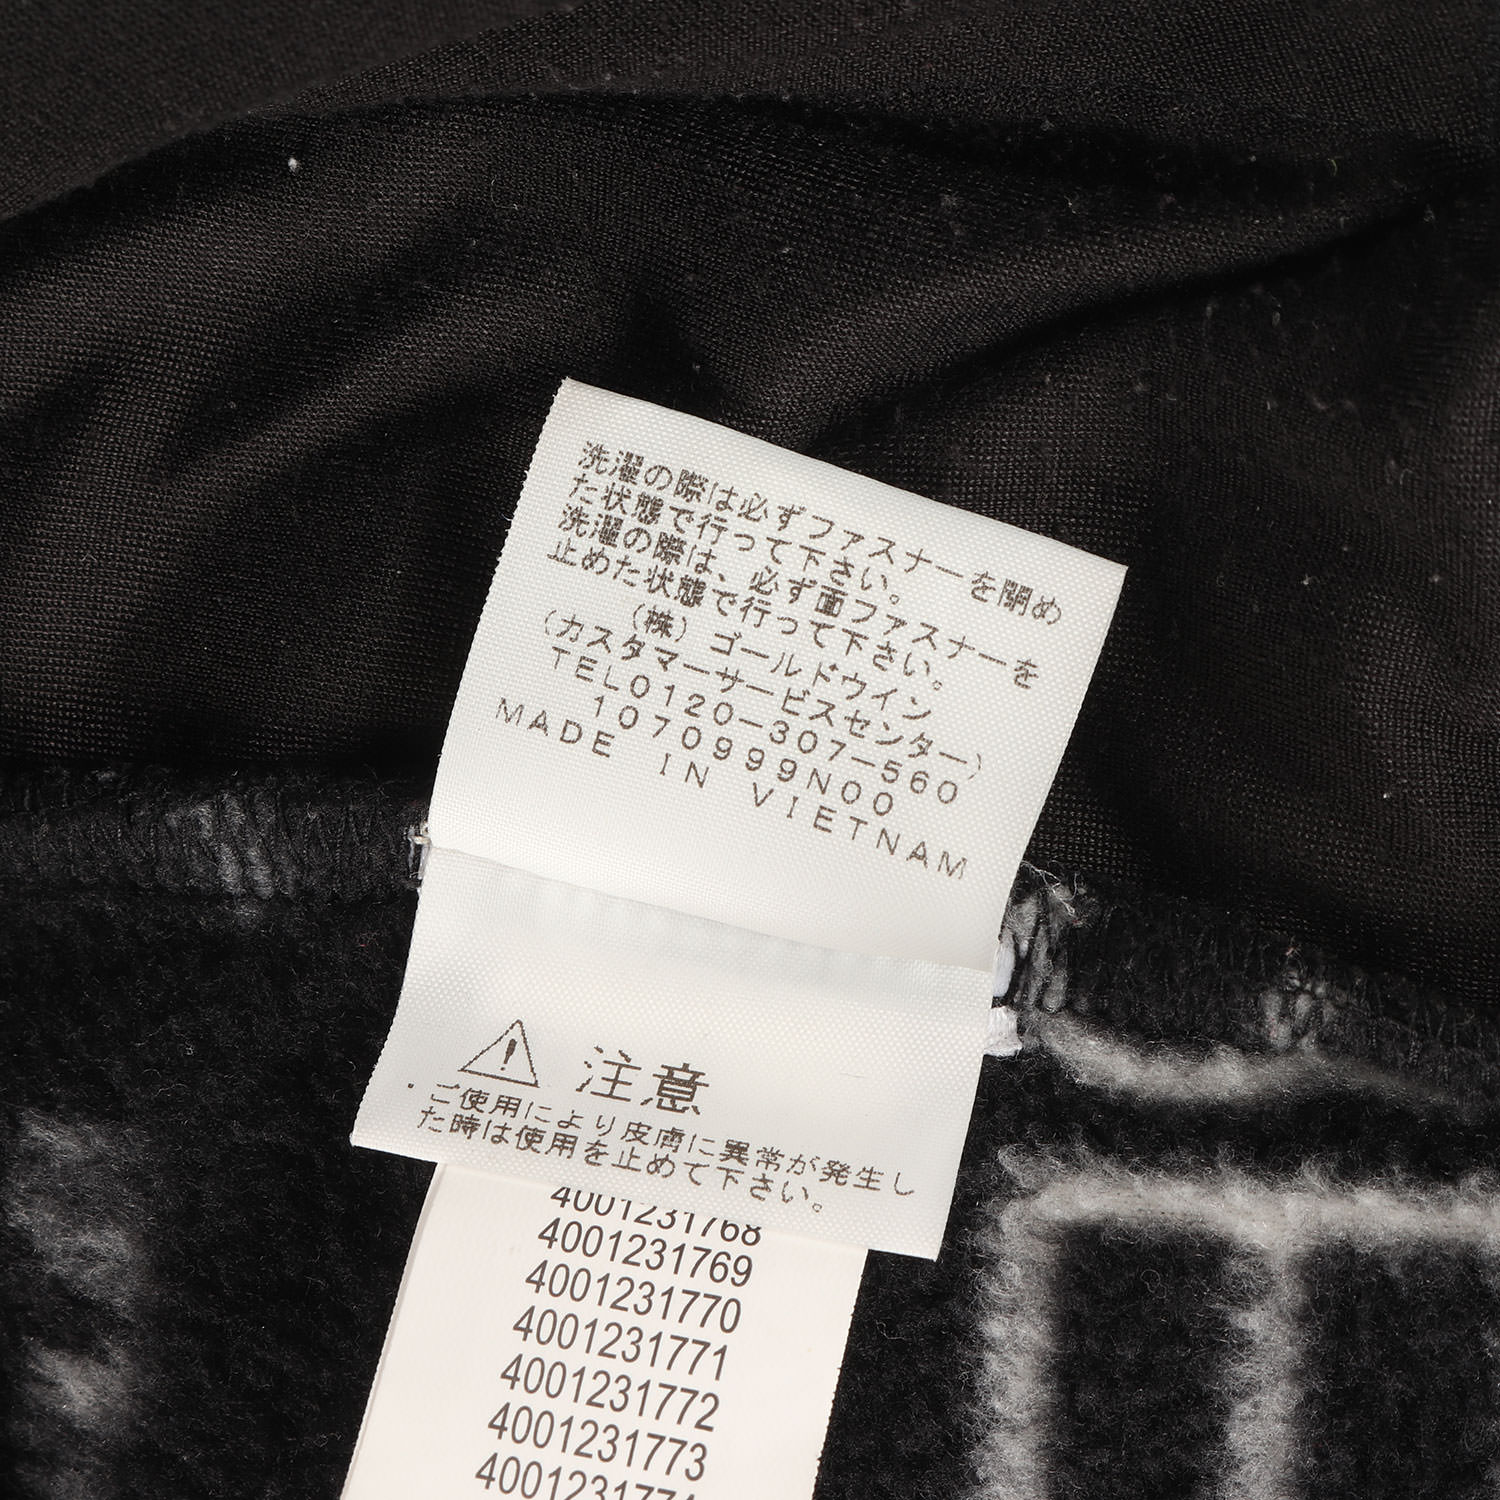 洗濯の際は必ずファスナーを閉め
た状態で行って下さい。
洗濯の際は、必ず面ファスナーを
止めた状態で行って下さい。
(株)ゴールドウイン
(カスタマーサービスセンター)
TEL0120-307-560
1070999N00
MADE IN VIETNAM
注意
ご使用により皮膚に異常が発生し
た時は使用を止めて下さい。
4001231768
4001231769
4001231770
4001231771
4001231772
4001231773